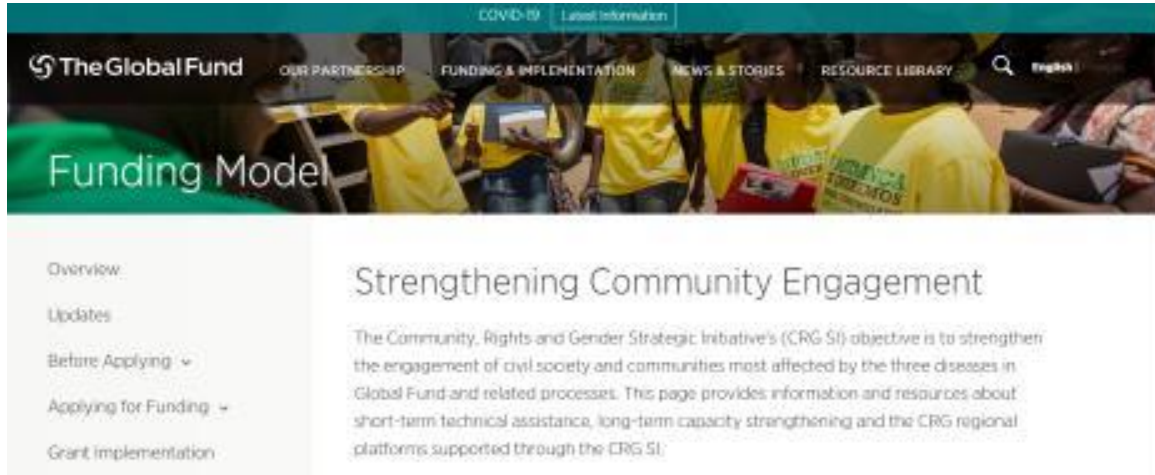 COVID-19 Latest Information
The Global Fund OUR PARTNERSHIP FUNDING & IMPLEMENTATION NEWS & STORIES RESOURCE LIBRARY English
Funding Model
Overview
Updates
Before Applying
Applying for Funding
Grant Implementation
Strengthening Community Engagement
The Community, Rights and Gender Strategic Initiative's (CRG SI) objective is to strengthen
the engagement of civil society and communities most affected by the three diseases in
Global Fund and related processes. This page provides information and resources about
short-term technical assistance, long-term capacity strengthening and the CRG regional
platforms supported through the CRG SI.